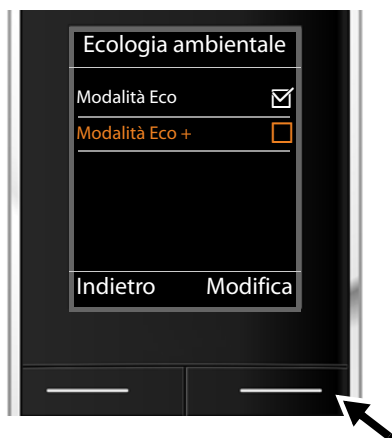 Ecologia ambientale
Modalità Eco
Modalità Eco +
Indietro Modifica